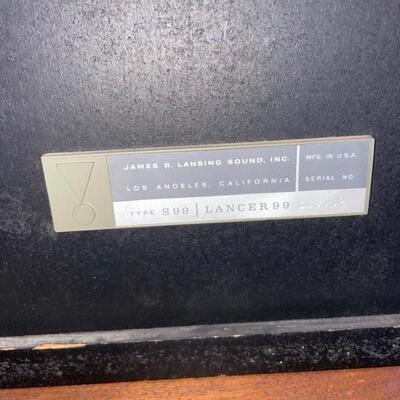 JAMES B. LANSING SOUND, INC.
MFG. IN U.S.A.
LOS ANGELES, CALIFORNIA
SERIAL NO
TYPE S99 | LANCER 99